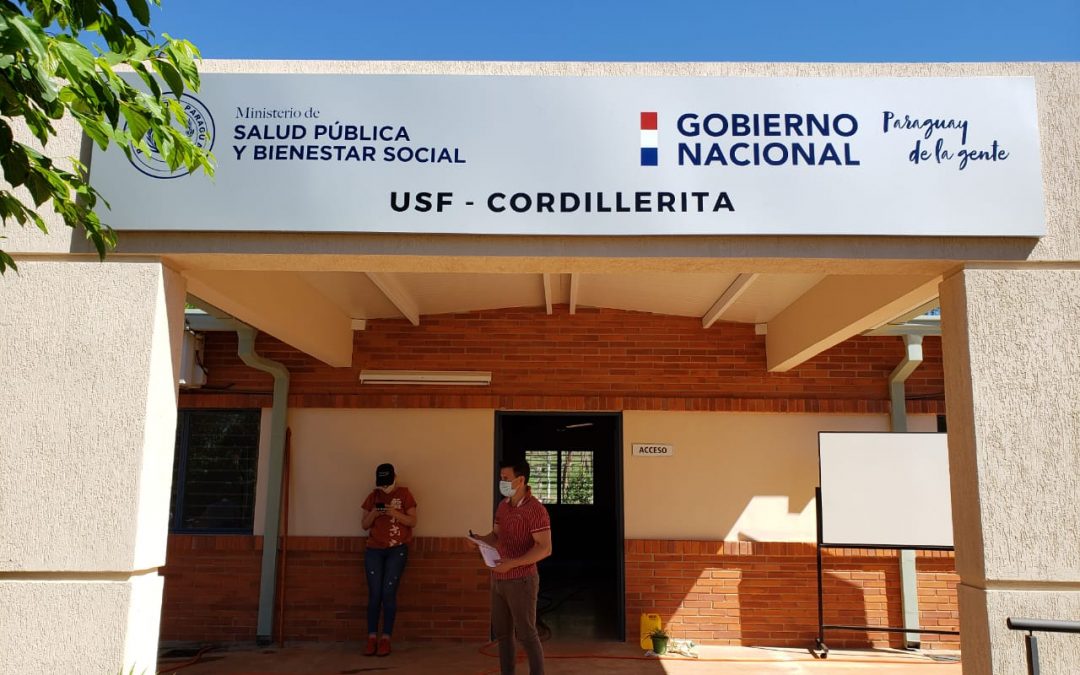 Ministerio de
SALUD PÚBLICA
Y BIENESTAR SOCIAL
GOBIERNO
NACIONAL
Paraguay
de la gente
USF - CORDILLERITA
ACCESO